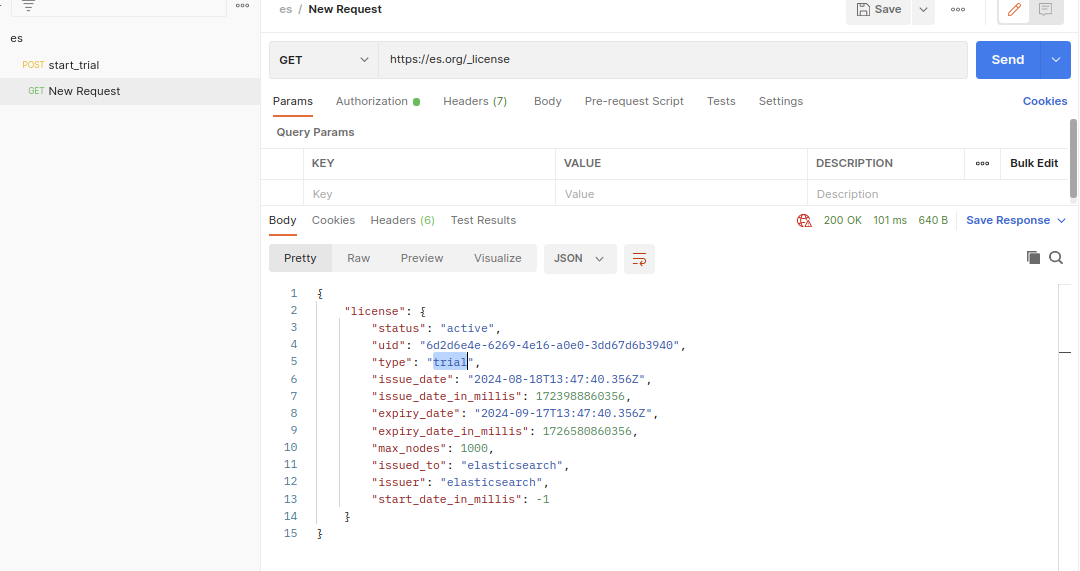 es / New Request
Save
es
POST start_trial
GET New Request
GET
https://es.org/_license
Send
Params
Authorization
Headers (7)
Body
Pre-request Script
Tests
Settings
Cookies
Query Params
KEY
VALUE
DESCRIPTION
Bulk Edit
Key
Value
Description
Body
Cookies
Headers (6)
Test Results
200 OK
101 ms
640 B
Save Response
Pretty
Raw
Preview
Visualize
JSON
1 {
2 "license": {
3 "status": "active",
4 "uid": "6d2d6e4e-6269-4e16-a0e0-3dd67d6b3940",
5 "type": "trial",
6 "issue_date": "2024-08-18T13:47:40.356Z",
7 "issue_date_in_millis": 1723988860356,
8 "expiry_date": "2024-09-17T13:47:40.356Z",
9 "expiry_date_in_millis": 1726580860356,
10 "max_nodes": 1000,
11 "issued_to": "elasticsearch",
12 "issuer": "elasticsearch",
13 "start_date_in_millis": -1
14 }
15 }